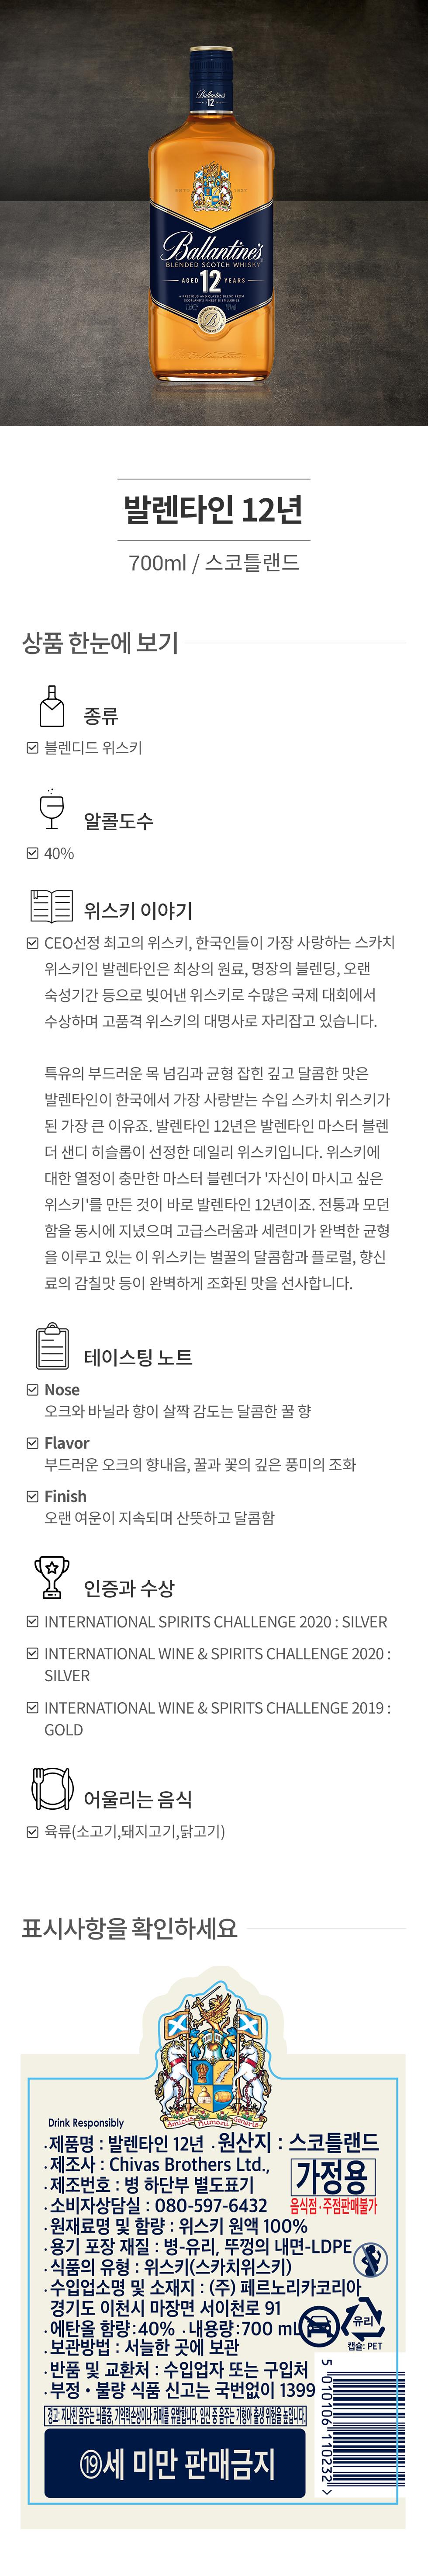 Ballantine's
12
ESTD
1827
Ballantine's
BLENDED SCOTCH WHISKY
AGED 12 YEARS
A PRECIOUS AND CLASSIC BLEND FROM
SCOTLAND'S FINEST DISTILLERIES
발렌타인 12년
700ml / 스코틀랜드
상품 한눈에 보기
종류
블렌디드 위스키
알콜도수
40%
위스키 이야기
CEO선정 최고의 위스키, 한국인들이 가장 사랑하는 스카치
위스키인 발렌타인은 최상의 원료, 명장의 블렌딩, 오랜
숙성기간 등으로 빚어낸 위스키로 수많은 국제 대회에서
수상하며 고품격 위스키의 대명사로 자리잡고 있습니다.
특유의 부드러운 목 넘김과 균형 잡힌 깊고 달콤한 맛은
발렌타인이 한국에서 가장 사랑받는 수입 스카치 위스키가
된 가장 큰 이유죠. 발렌타인 12년은 발렌타인 마스터 블렌
더 샌디 히슬롭이 선정한 데일리 위스키입니다. 위스키에
대한 열정이 충만한 마스터 블렌더가 '자신이 마시고 싶은
위스키'를 만든 것이 바로 발렌타인 12년이죠. 전통과 모던
함을 동시에 지녔으며 고급스러움과 세련미가 완벽한 균형
을 이루고 있는 이 위스키는 벌꿀의 달콤함과 플로럴, 향신
료의 감칠맛 등이 완벽하게 조화된 맛을 선사합니다.
테이스팅 노트
Nose
오크와 바닐라 향이 살짝 감도는 달콤한 꿀 향
Flavor
부드러운 오크의 향내음, 꿀과 꽃의 깊은 풍미의 조화
Finish
오랜 여운이 지속되며 산뜻하고 달콤함
인증과 수상
INTERNATIONAL SPIRITS CHALLENGE 2020 : SILVER
INTERNATIONAL WINE & SPIRITS CHALLENGE 2020 :
SILVER
INTERNATIONAL WINE & SPIRITS CHALLENGE 2019 :
GOLD
어울리는 음식
육류(소고기,돼지고기,닭고기)
표시사항을 확인하세요
Amicus Humani Generis
Drink Responsibly
·제품명 : 발렌타인 12년 ·원산지 : 스코틀랜드
·제조사 : Chivas Brothers Ltd.,
가정용
·제조번호 : 병 하단부 별도표기
·소비자상담실 : 080-597-6432
음식점·주점판매불가
·원재료명 및 함량 : 위스키 원액 100%
·용기 포장 재질 : 병-유리, 뚜껑의 내면-LDPE
·식품의 유형 : 위스키(스카치위스키)
·수입업소명 및 소재지 : (주) 페르노리카코리아
경기도 이천시 마장면 서이천로 91
·에탄올 함량:40% ·내용량:700 mL
유리
캡슐: PET
·보관방법 : 서늘한 곳에 보관
·반품 및 교환처 : 수입업자 또는 구입처
·부정•불량 식품 신고는 국번없이 1399
경고: 지나친 음주는 뇌졸중, 기억력손상이나 치매를 유발합니다. 임신 중 음주는 기형아 출생 위험을 높입니다.
⑲세 미만 판매금지
5 010106 110232 >